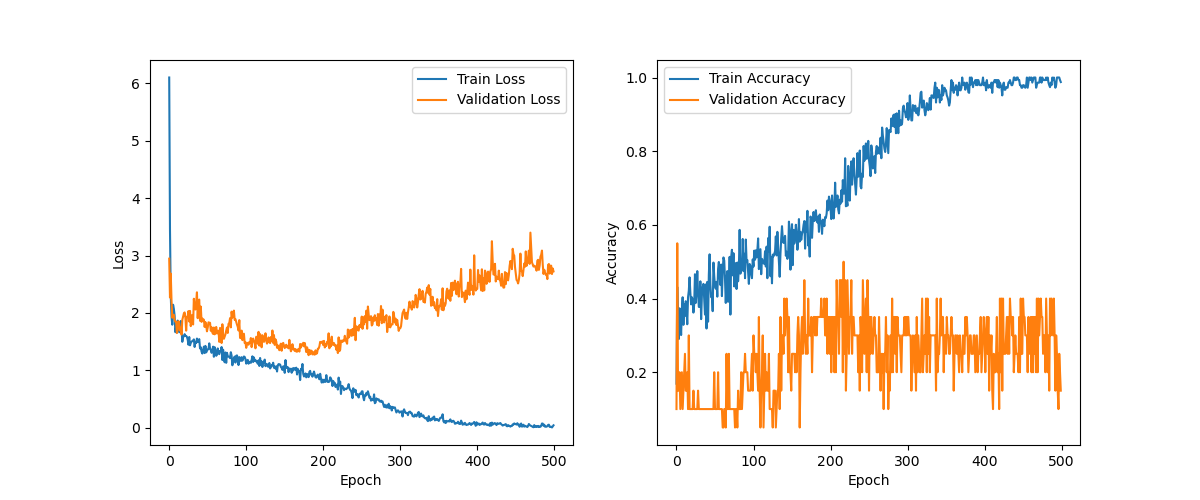 Train Loss
Validation Loss
Loss
6
5
4
3
2
1
0
0 100 200 300 400 500
Epoch
Train Accuracy
Validation Accuracy
Accuracy
1.0
0.8
0.6
0.4
0.2
0 100 200 300 400 500
Epoch